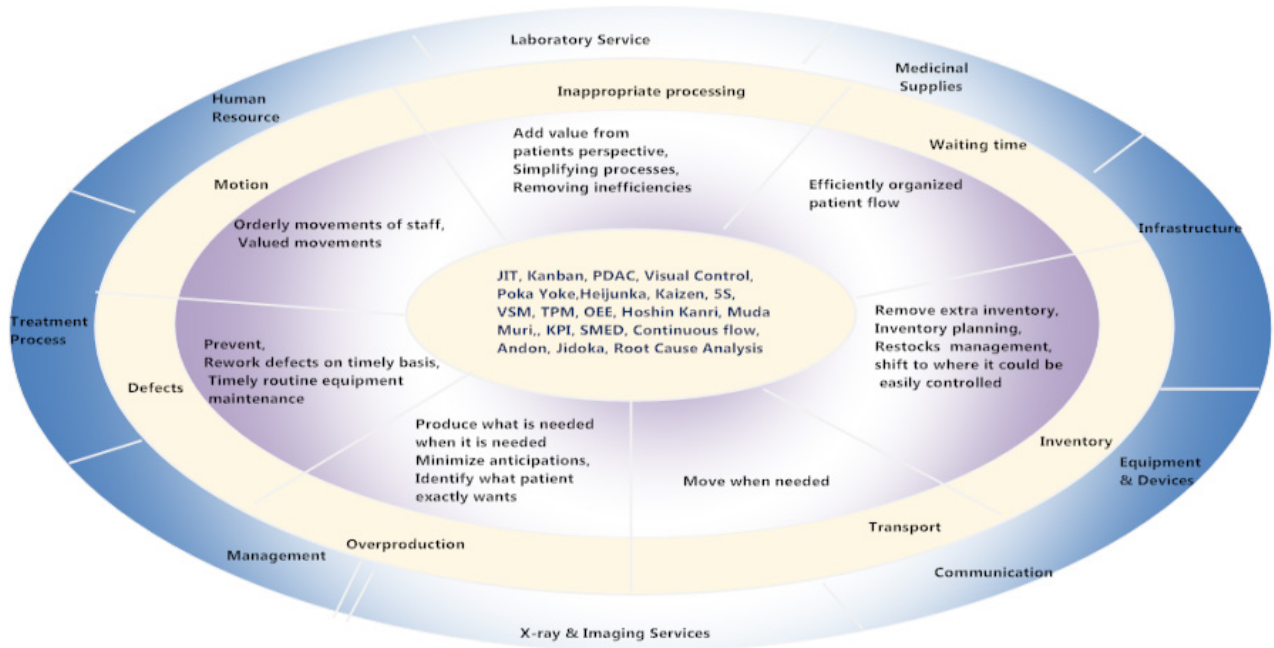 Laboratory Service
Medicinal
Supplies
Human
Resource
Inappropriate processing
Waiting time
Motion
Add value from
patients perspective,
Simplifying processes,
Removing inefficiencies
Efficiently organized
patient flow
Orderly movements of staff,
Valued movements
Infrastructure
JIT, Kanban, PDAC, Visual Control,
Poka Yoke,Heijunka, Kaizen, 5S,
VSM, TPM, OEE, Hoshin Kanri, Muda
Muri,, KPI, SMED, Continuous flow,
Andon, Jidoka, Root Cause Analysis
Remove extra inventory,
Inventory planning,
Restocks management,
shift to where it could be
easily controlled
Treatment
Process
Prevent,
Rework defects on timely basis,
Timely routine equipment
maintenance
Defects
Produce what is needed
when it is needed
Minimize anticipations,
Identify what patient
exactly wants
Move when needed
Inventory
Equipment
& Devices
Transport
Overproduction
Management
Communication
X-ray & Imaging Services